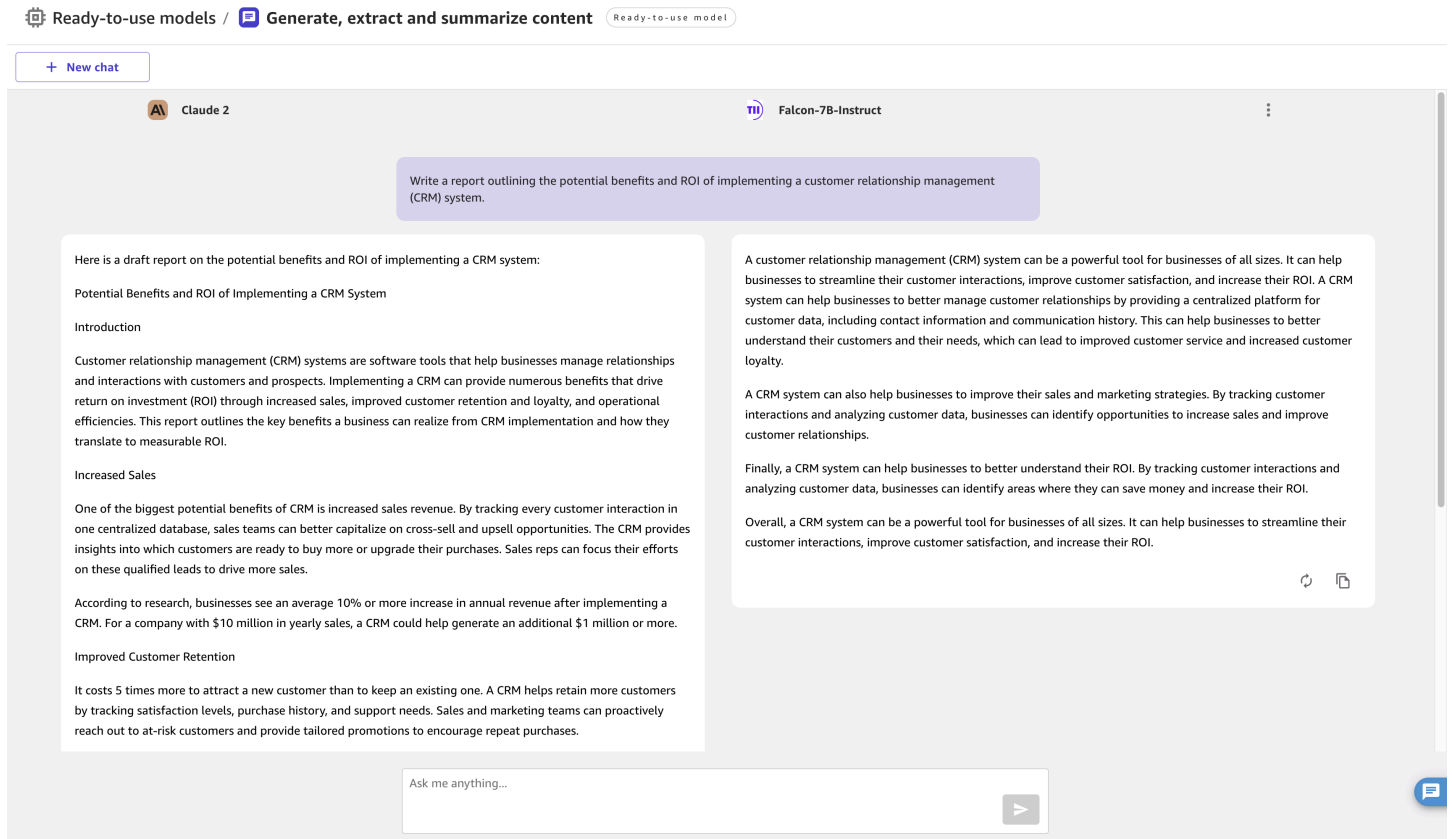 Ready-to-use models / Generate, extract and summarize content Ready-to-use model
+ New chat
Claude 2
Falcon-7B-Instruct
Write a report outlining the potential benefits and ROI of implementing a customer relationship management
(CRM) system.
Here is a draft report on the potential benefits and ROI of implementing a CRM system:
Potential Benefits and ROI of Implementing a CRM System
Introduction
Customer relationship management (CRM) systems are software tools that help businesses manage relationships
and interactions with customers and prospects. Implementing a CRM can provide numerous benefits that drive
return on investment (ROI) through increased sales, improved customer retention and loyalty, and operational
efficiencies. This report outlines the key benefits a business can realize from CRM implementation and how they
translate to measurable ROI.
Increased Sales
One of the biggest potential benefits of CRM is increased sales revenue. By tracking every customer interaction in
one centralized database, sales teams can better capitalize on cross-sell and upsell opportunities. The CRM provides
insights into which customers are ready to buy more or upgrade their purchases. Sales reps can focus their efforts
on these qualified leads to drive more sales.
According to research, businesses see an average 10% or more increase in annual revenue after implementing a
CRM. For a company with $10 million in yearly sales, a CRM could help generate an additional $1 million or more.
Improved Customer Retention
It costs 5 times more to attract a new customer than to keep an existing one. A CRM helps retain more customers
by tracking satisfaction levels, purchase history, and support needs. Sales and marketing teams can proactively
reach out to at-risk customers and provide tailored promotions to encourage repeat purchases.
A customer relationship management (CRM) system can be a powerful tool for businesses of all sizes. It can help
businesses to streamline their customer interactions, improve customer satisfaction, and increase their ROI. A CRM
system can help businesses to better manage customer relationships by providing a centralized platform for
customer data, including contact information and communication history. This can help businesses to better
understand their customers and their needs, which can lead to improved customer service and increased customer
loyalty.
A CRM system can also help businesses to improve their sales and marketing strategies. By tracking customer
interactions and analyzing customer data, businesses can identify opportunities to increase sales and improve
customer relationships.
Finally, a CRM system can help businesses to better understand their ROI. By tracking customer interactions and
analyzing customer data, businesses can identify areas where they can save money and increase their ROI.
Overall, a CRM system can be a powerful tool for businesses of all sizes. It can help businesses to streamline their
customer interactions, improve customer satisfaction, and increase their ROI.
Ask me anything...